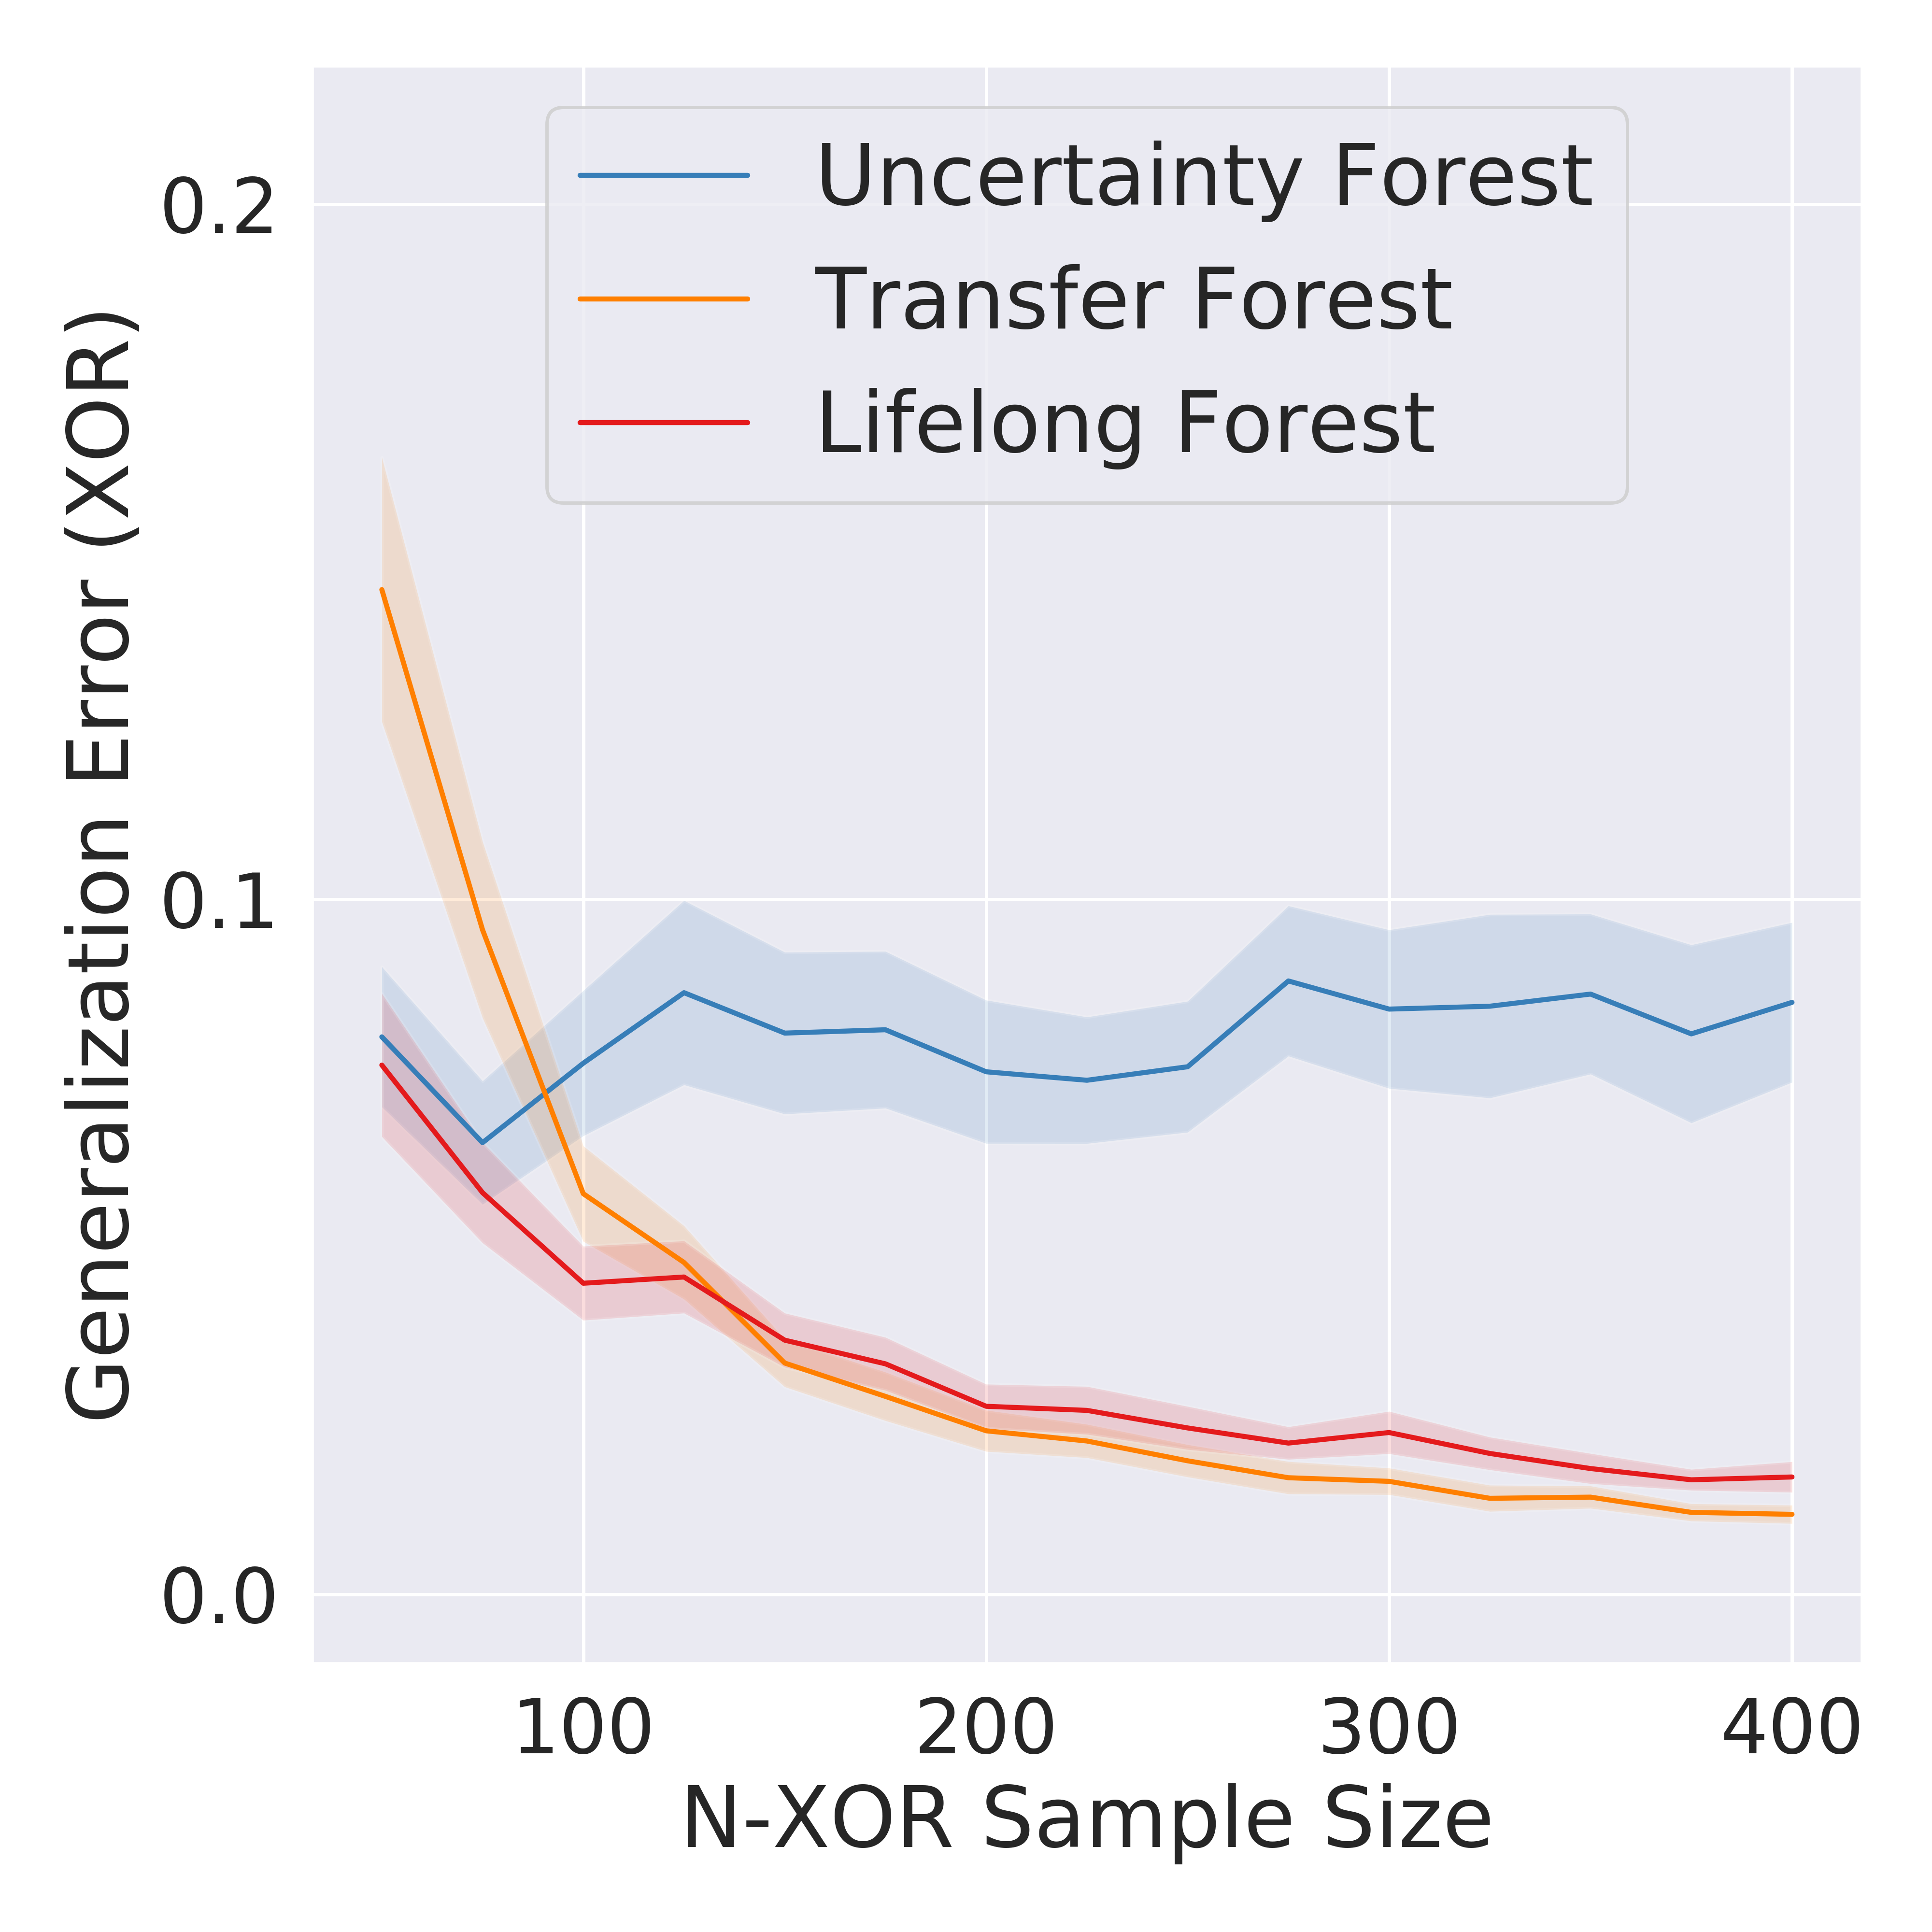 Generalization Error (XOR)
0.2
0.1
0.0
Uncertainty Forest
Transfer Forest
Lifelong Forest
100 200 300 400
N-XOR Sample Size